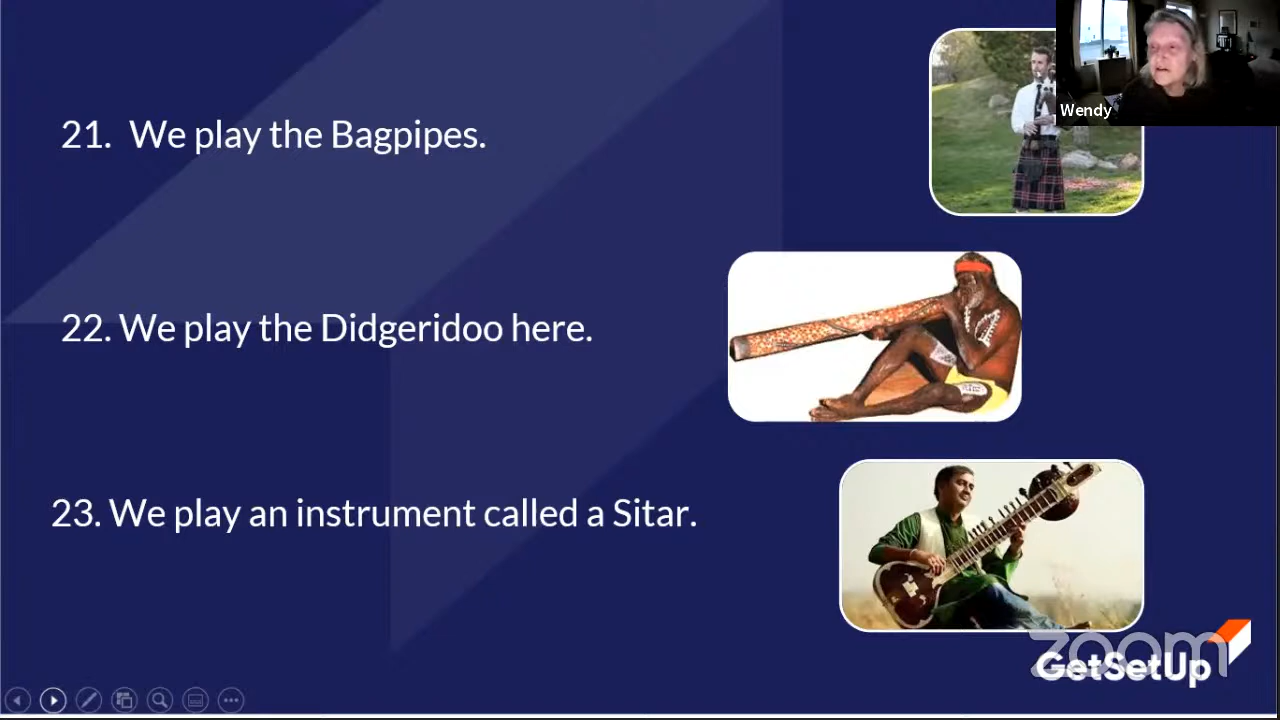 Wendy
21. We play the Bagpipes.
22. We play the Didgeridoo here.
23. We play an instrument called a Sitar.
zoom
GetSetUp